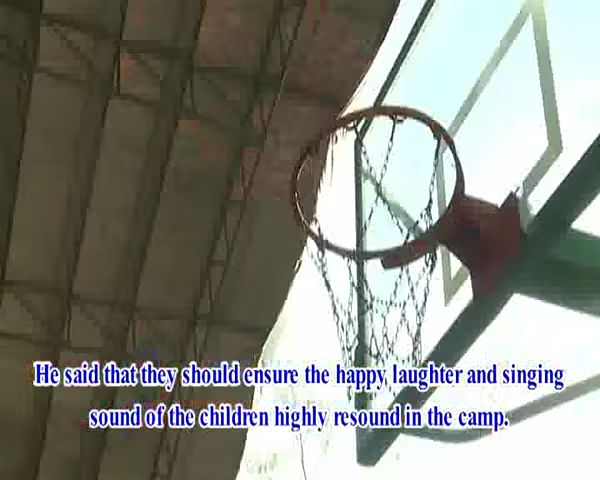 He said that they should ensure the happy laughter and singing
sound of the children highly resound in the camp.